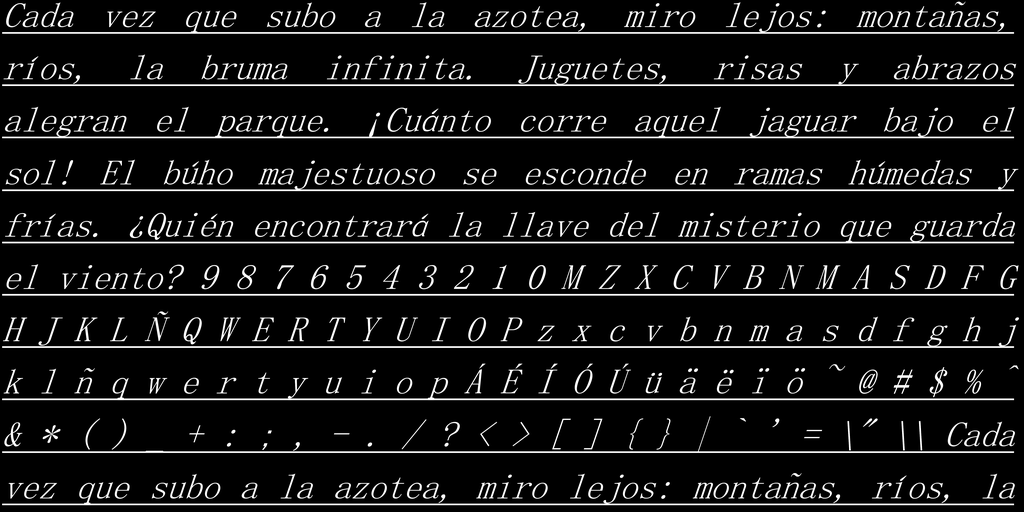 Cada vez que subo a la azotea, miro lejos: montañas,
ríos, la bruma infinita. Juguetes, risas y abrazos
alegran el parque. ¡Cuánto corre aquel jaguar bajo el
sol! El búho majestuoso se esconde en ramas húmedas y
frías. ¿Quién encontrará la llave del misterio que guarda
el viento? 9 8 7 6 5 4 3 2 1 0 M Z X C V B N M A S D F G
H J K L Ñ Q W E R T Y U I O P z x c v b n m a s d f g h j
k l ñ q w e r t y u i o p Á É Í Ó Ú ü ä ë ï ö ~ @ # $ % ^
& * ( ) _ + : ; , - . / ? < > [ ] { } | ` ' = \" \\ Cada
vez que subo a la azotea, miro lejos: montañas, ríos, la